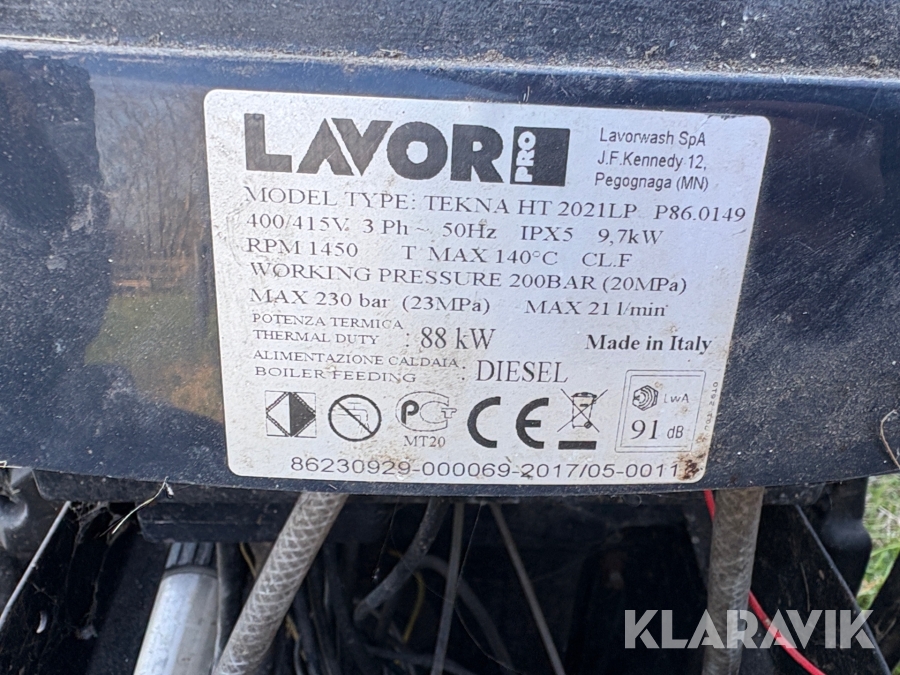 LAVOR PRO
Lavorwash SpA
J.F.Kennedy 12,
Pegognaga (MN)
MODEL TYPE: TEKNA HT 2021LP P86.0149
400/415V 3 Ph ~ 50Hz IPX5 9,7kW
RPM 1450 T MAX 140°C CL.F
WORKING PRESSURE 200BAR (20MPa)
MAX 230 bar (23MPa) MAX 21 l/min
POTENZA TERMICA
THERMAL DUTY : 88 kW
Made in Italy
ALIMENTAZIONE CALDAIA
BOILER FEEDING : DIESEL
PCT
MT20
CE
LwA
91 dB
86230929-000069-2017/05-0011
KLARAVIK